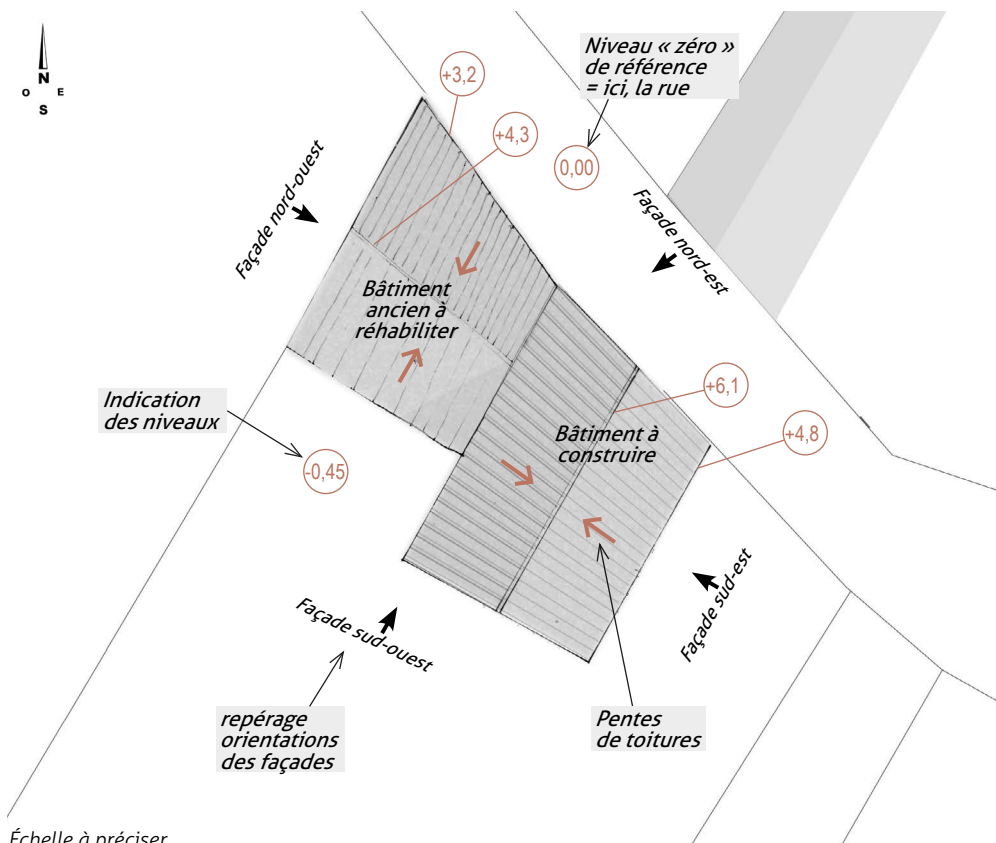 N
O E
S
+3,2
Niveau « zéro »
de référence
= ici, la rue
+4,3
0,00
Façade nord-ouest
Façade nord-est
Bâtiment
ancien à
réhabiliter
Indication
des niveaux
-0,45
+6,1
+4,8
Bâtiment à
construire
Façade sud-est
Façade sud-ouest
repérage
orientations
des façades
Pentes
de toitures
Échelle à préciser